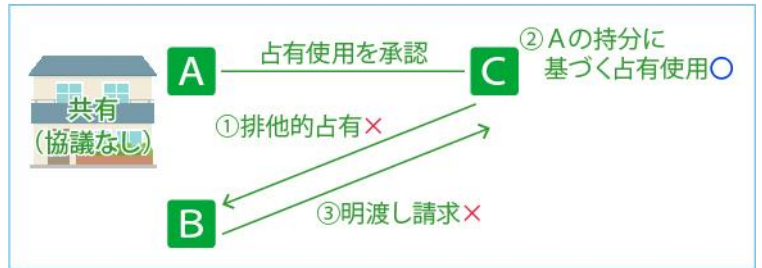 A
占有使用を承認
C
②Aの持分に
基づく占有使用○
共有
(協議なし)
①排他的占有×
B
③明渡し請求×